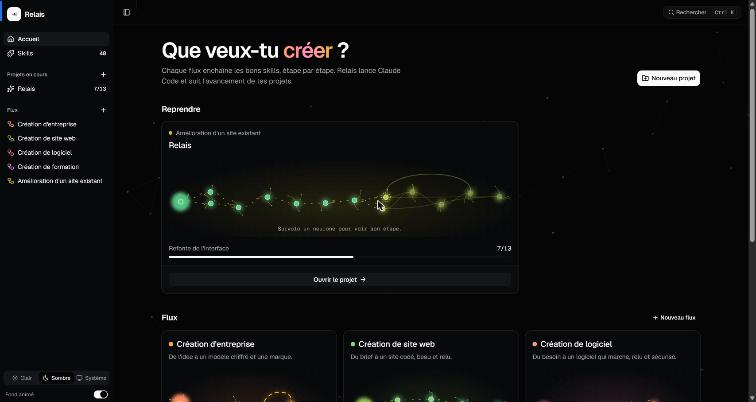 Relais
Rechercher Ctrl K
Accueil
Skills 48
Projets en cours
Relais 7/13
Flux
Création d'entreprise
Création de site web
Création de logiciel
Création de formation
Amélioration d'un site existant
Clair Sombre Système
Fond animé
Que veux-tu créer ?
Chaque flux enchaîne les bons skills, étape par étape. Relais lance Claude
Code et suit l'avancement de tes projets.
Nouveau projet
Reprendre
Amélioration d'un site existant
Relais
Survole un neurone pour voir son étape.
Refonte de l'interface 7/13
Ouvrir le projet →
Flux
+ Nouveau flux
Création d'entreprise
De l'idée à un modèle chiffré et une marque.
Création de site web
Du brief à un site codé, beau et relu.
Création de logiciel
Du besoin à un logiciel qui marche, relu et sécurisé.